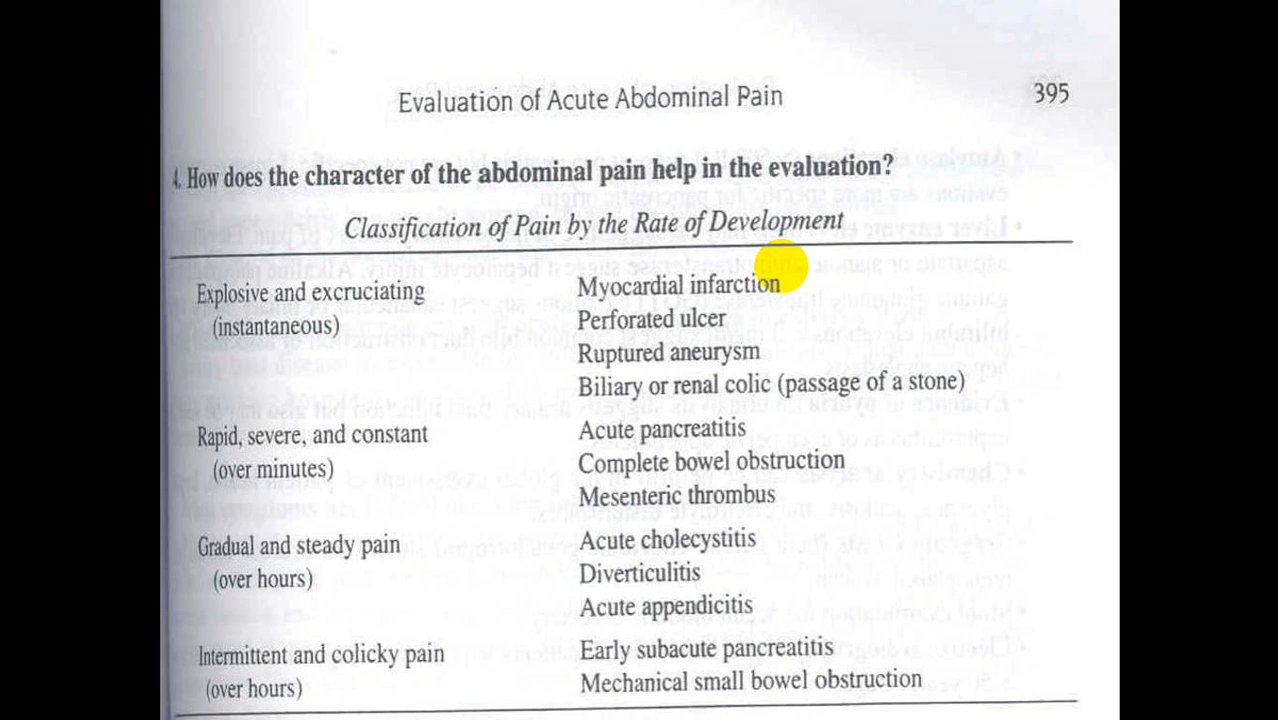 Evaluation of Acute Abdominal Pain 395
4. How does the character of the abdominal pain help in the evaluation?
Classification of Pain by the Rate of Development
Explosive and excruciating Myocardial infarction
(instantaneous) Perforated ulcer
Ruptured aneurysm
Biliary or renal colic (passage of a stone)
Rapid, severe, and constant Acute pancreatitis
(over minutes) Complete bowel obstruction
Mesenteric thrombus
Gradual and steady pain Acute cholecystitis
(over hours) Diverticulitis
Acute appendicitis
Intermittent and colicky pain Early subacute pancreatitis
(over hours) Mechanical small bowel obstruction